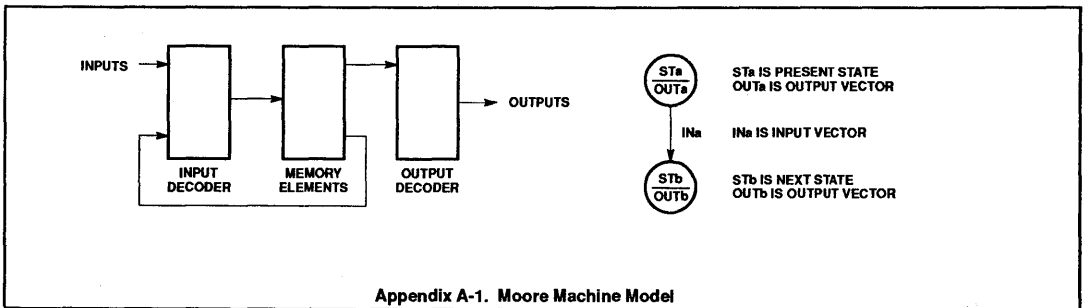 INPUTS
INPUT
DECODER
MEMORY
ELEMENTS
OUTPUT
DECODER
OUTPUTS
STa
OUTa
STa IS PRESENT STATE
OUTa IS OUTPUT VECTOR
INa
INa IS INPUT VECTOR
STb
OUTb
STb IS NEXT STATE
OUTb IS OUTPUT VECTOR
Appendix A-1. Moore Machine Model